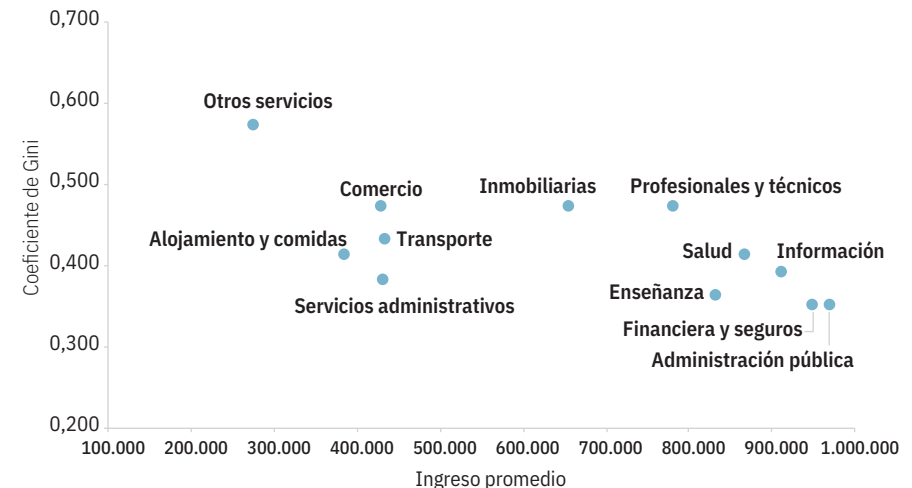 0,700
0,600
0,500
0,400
0,300
0,200
Coeficiente de Gini
Otros servicios
Comercio
Inmobiliarias
Profesionales y técnicos
Alojamiento y comidas
Transporte
Salud
Información
Servicios administrativos
Enseñanza
Financiera y seguros
Administración pública
100.000 200.000 300.000 400.000 500.000 600.000 700.000 800.000 900.000 1.000.000
Ingreso promedio